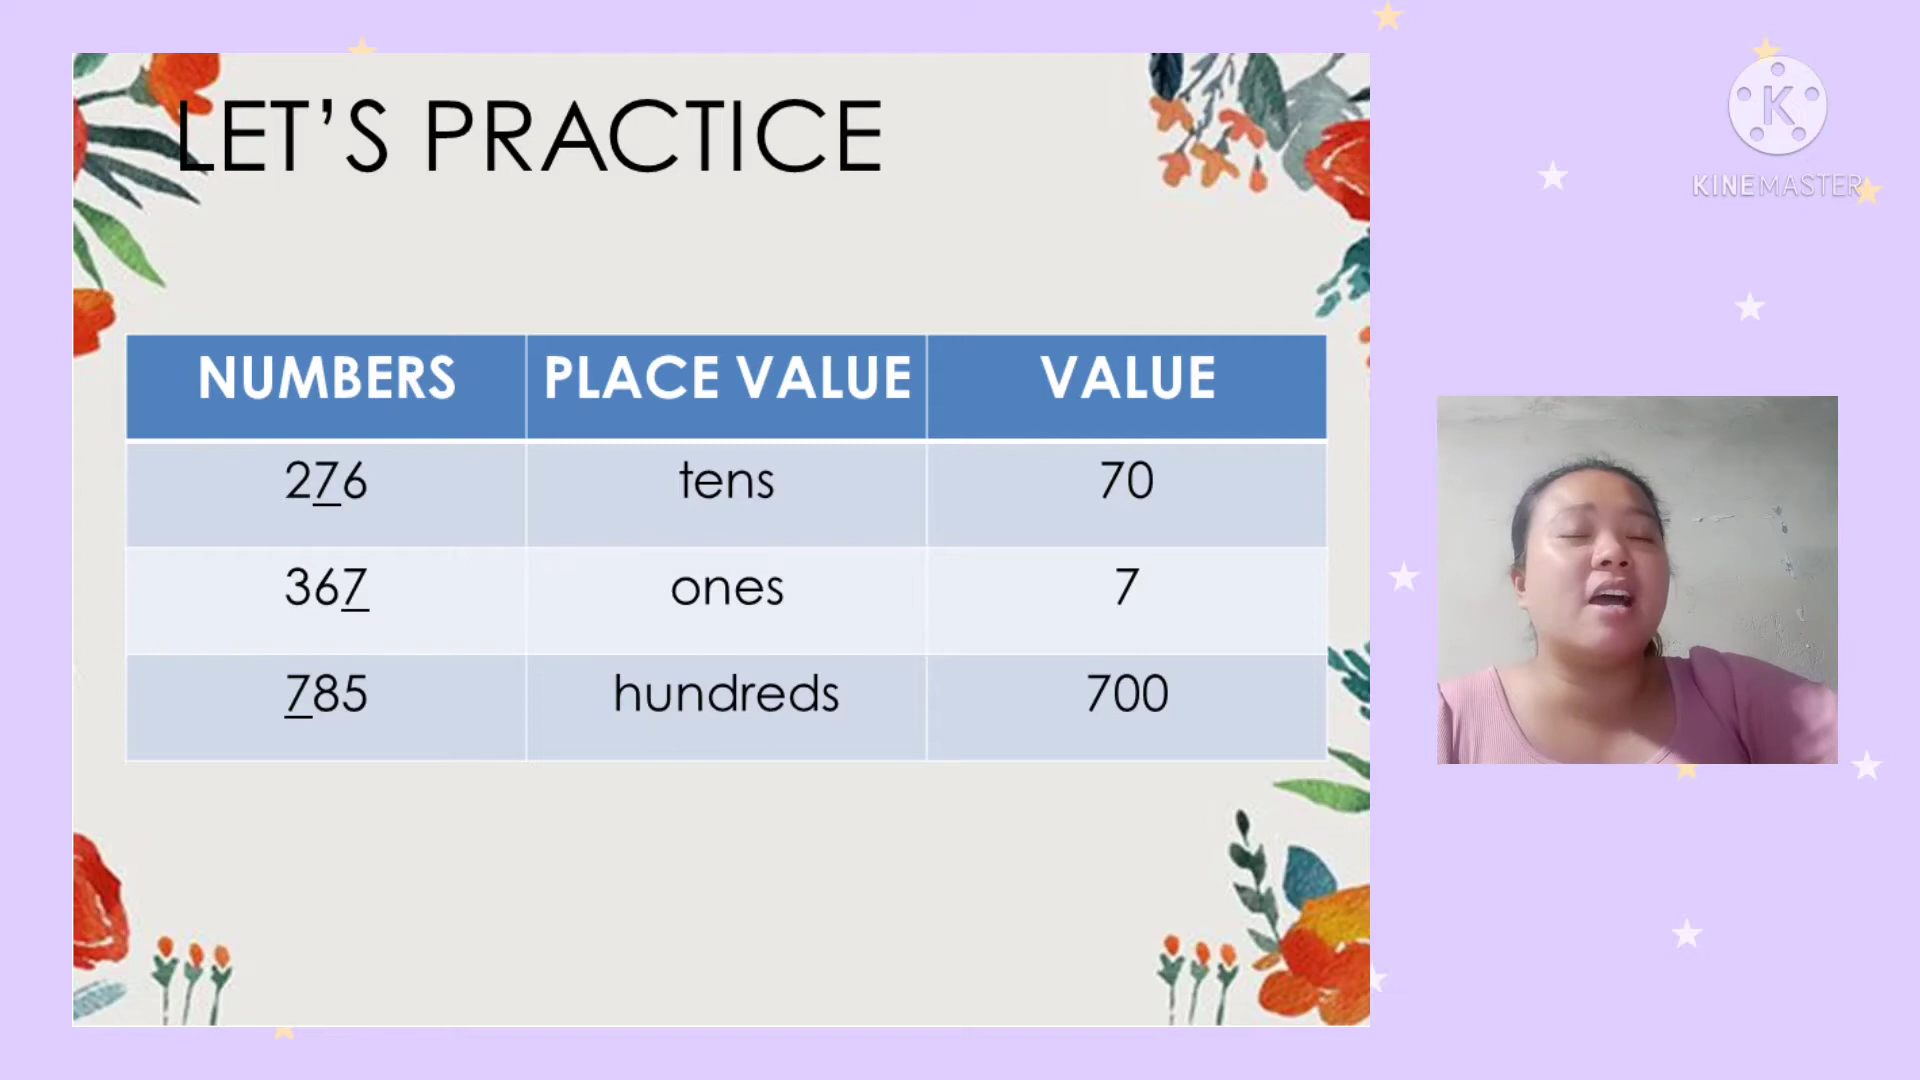 LET'S PRACTICE
K
KINEMASTER
NUMBERS PLACE VALUE VALUE
276 tens 70
367 ones 7
785 hundreds 700